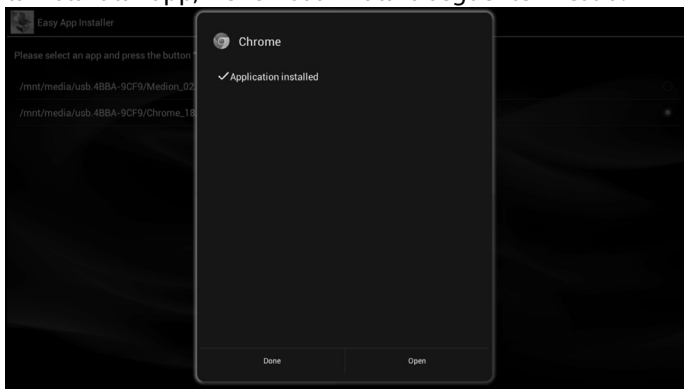 Easy App Installer
Please select an app and press the button "
/mnt/media/usb.4BBA-9CF9/Medion_02
/mnt/media/usb.4BBA-9CF9/Chrome_18
Chrome
Application installed
Done
Open